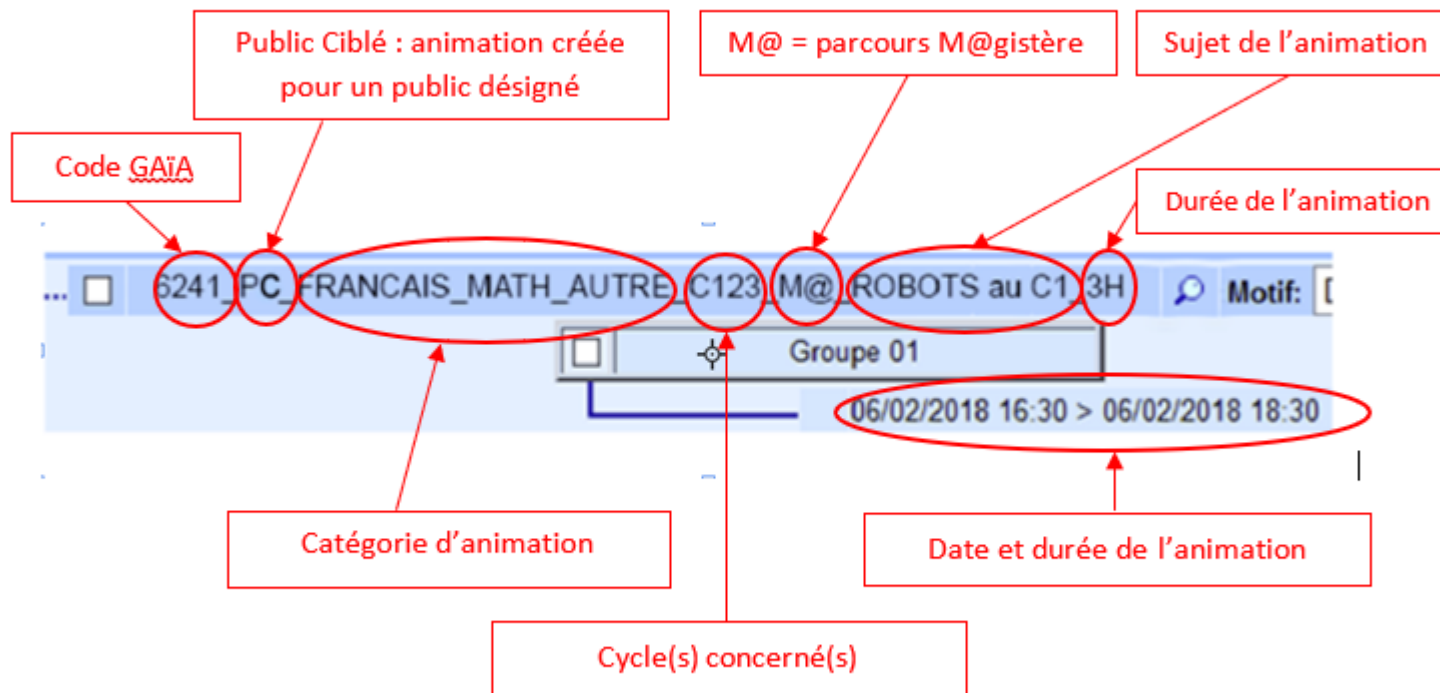 Public Ciblé : animation créée
pour un public désigné
M@ = parcours M@gistère
Sujet de l'animation
Code GAïA
Durée de l'animation
... 6241_PC_FRANCAIS_MATH_AUTRE_C123_M@_ROBOTS au C1_3H Motif:
Groupe 01
06/02/2018 16:30 > 06/02/2018 18:30
Catégorie d'animation
Date et durée de l'animation
Cycle(s) concerné(s)